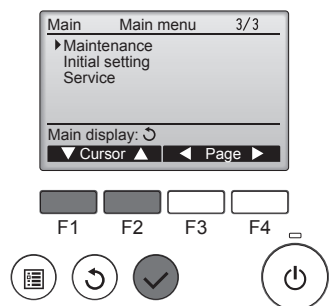 Main Main menu 3/3
Maintenance
Initial setting
Service
Main display:
Cursor Page
F1 F2 F3 F4